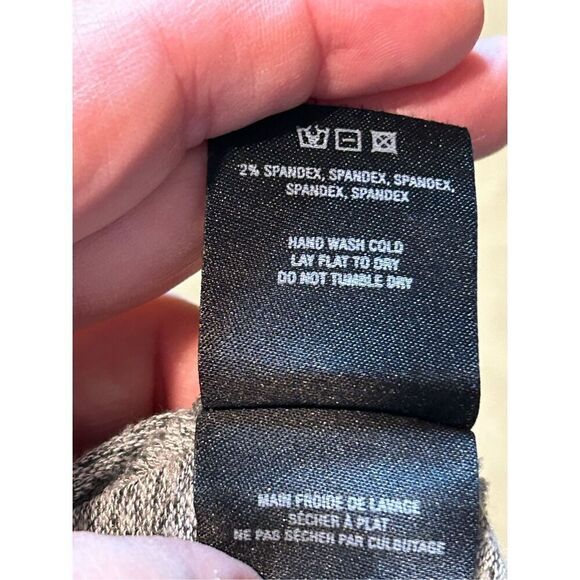 2% SPANDEX, SPANDEX, SPANDEX,
SPANDEX, SPANDEX
HAND WASH COLD
LAY FLAT TO DRY
DO NOT TUMBLE DRY
MAIN FROIDE DE LAVAGE
SÉCHER À PLAT
NE PAS SÉCHER PAR CULBUTAGE